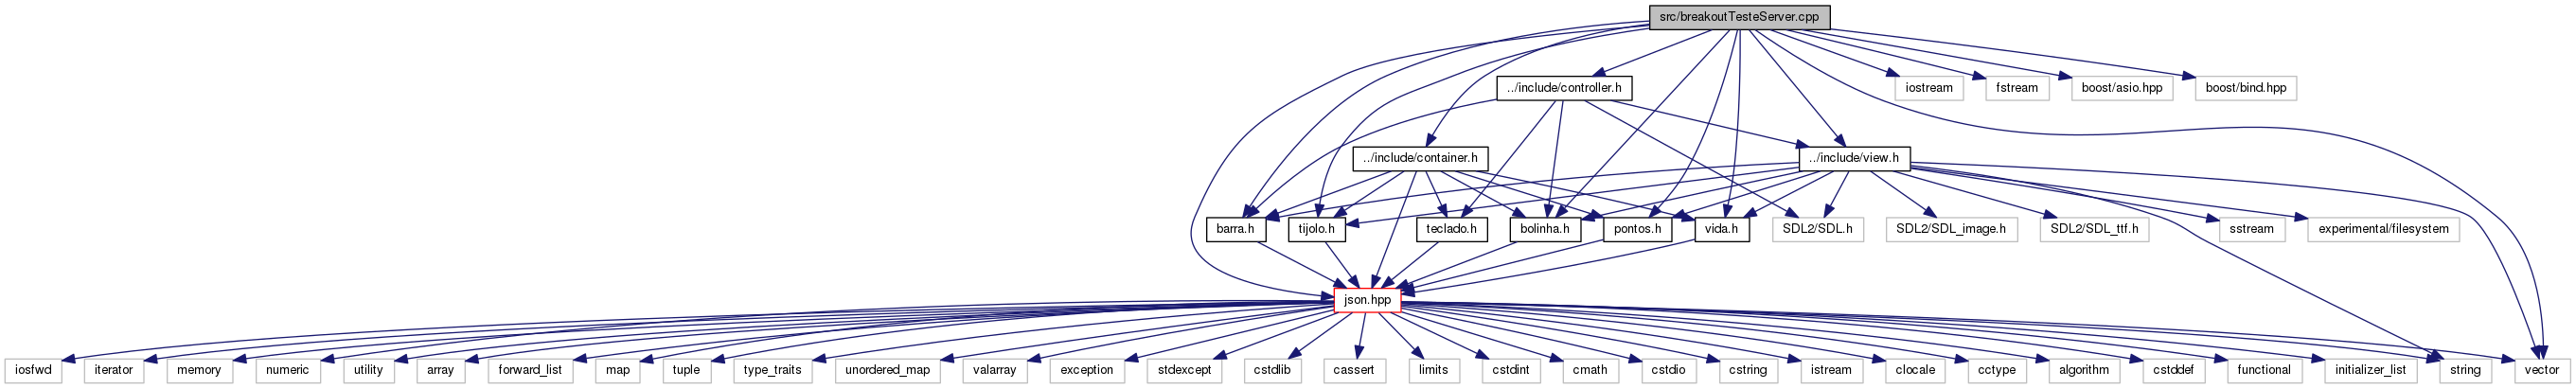 src/breakoutTesteServer.cpp
../include/controller.h
iostream
fstream
boost/asio.hpp
boost/bind.hpp
../include/container.h
../include/view.h
barra.h
tijolo.h
teclado.h
bolinha.h
pontos.h
vida.h
SDL2/SDL.h
SDL2/SDL_image.h
SDL2/SDL_ttf.h
sstream
experimental/filesystem
json.hpp
iosfwd
iterator
memory
numeric
utility
array
forward_list
map
tuple
type_traits
unordered_map
valarray
exception
stdexcept
cstdlib
cassert
limits
cstdint
cmath
cstdio
cstring
istream
clocale
cctype
algorithm
cstddef
functional
initializer_list
string
vector